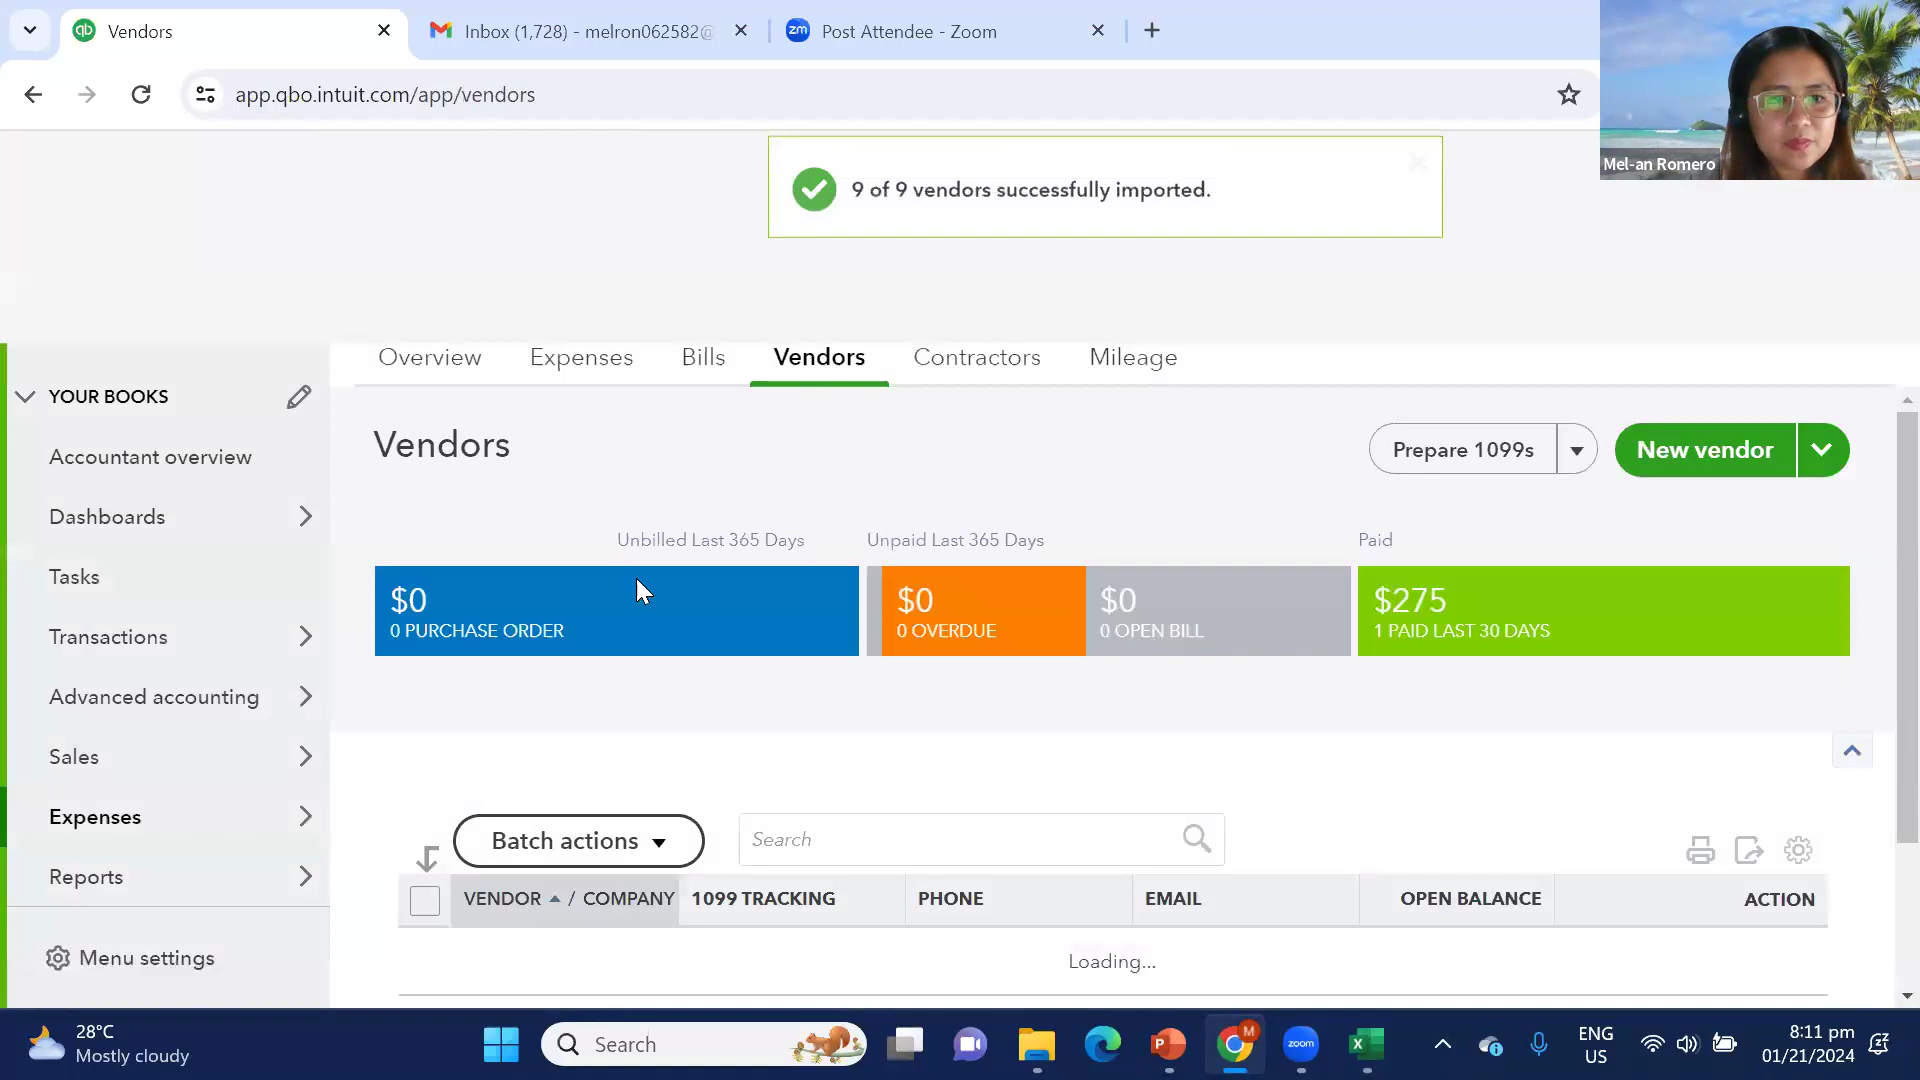 Vendors
Inbox (1,728) - melron062582@
Post Attendee - Zoom
app.qbo.intuit.com/app/vendors
Mel-an Romero
9 of 9 vendors successfully imported.
Overview
Expenses
Bills
Vendors
Contractors
Mileage
YOUR BOOKS
Accountant overview
Dashboards
Tasks
Transactions
Advanced accounting
Sales
Expenses
Reports
Menu settings
Vendors
Prepare 1099s
New vendor
Unbilled Last 365 Days
Unpaid Last 365 Days
Paid
$0
0 PURCHASE ORDER
$0
0 OVERDUE
$0
0 OPEN BILL
$275
1 PAID LAST 30 DAYS
Batch actions
Search
VENDOR / COMPANY
1099 TRACKING
PHONE
EMAIL
OPEN BALANCE
ACTION
Loading...
28°C
Mostly cloudy
Search
ENG
US
8:11 pm
01/21/2024